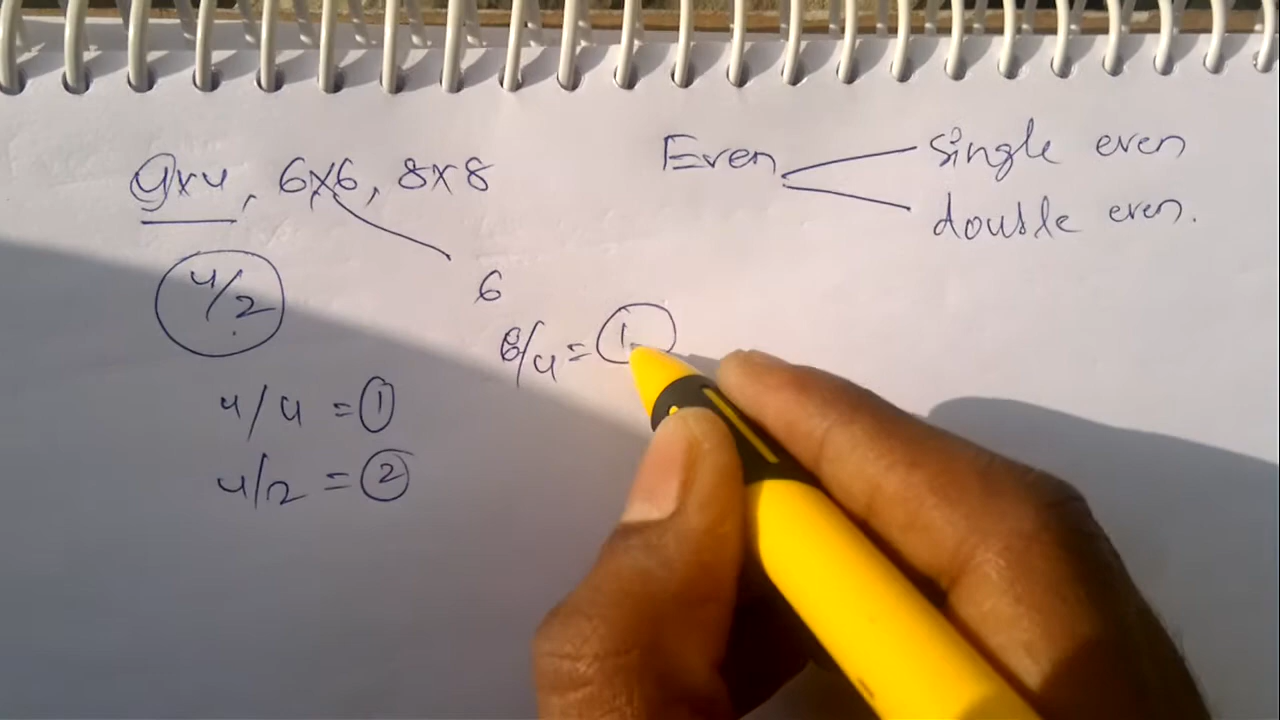 4x4, 6x6, 8x8
Even
single even
double even.
4/2
6
6/4 = 1.
4/4 = 1
4/2 = 2